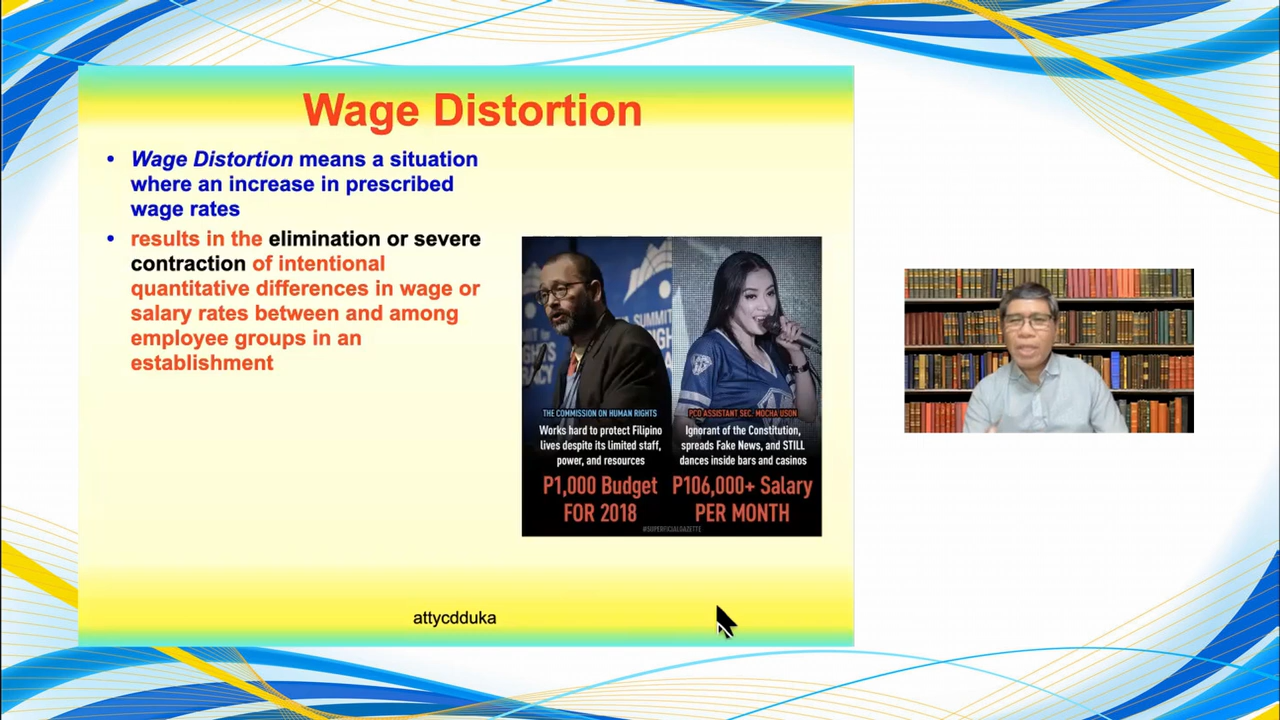 Wage Distortion
• Wage Distortion means a situation
where an increase in prescribed
wage rates
• results in the elimination or severe
contraction of intentional
quantitative differences in wage or
salary rates between and among
employee groups in an
establishment
THE COMMISSION ON HUMAN RIGHTS
Works hard to protect Filipino
lives despite its limited staff,
power, and resources
P1,000 Budget
FOR 2018
PCO ASSISTANT SEC. MOCHA USON
Ignorant of the Constitution,
spreads Fake News, and STILL
dances inside bars and casinos
P106,000+ Salary
PER MONTH
#SUPERFICIALGAZETTE
attycdduka